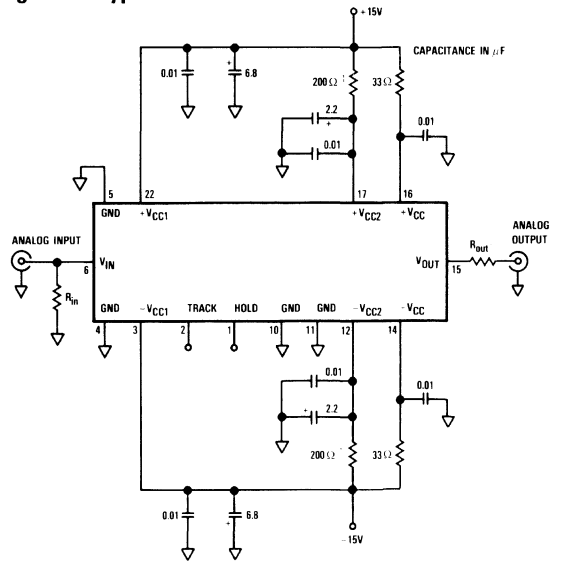 +15V
CAPACITANCE IN μF
0.01
+
6.8
200Ω
33Ω
2.2
+
0.01
0.01
5
22
17
16
GND
+VCC1
+VCC2
+VCC
ANALOG INPUT
ANALOG
OUTPUT
6
VIN
VOUT
15
Rout
Rin
GND
−VCC1
TRACK
HOLD
GND
GND
−VCC2
−VCC
4
3
2
1
10
11
12
14
0.01
0.01
+
2.2
200Ω
33Ω
0.01
+
6.8
−15V